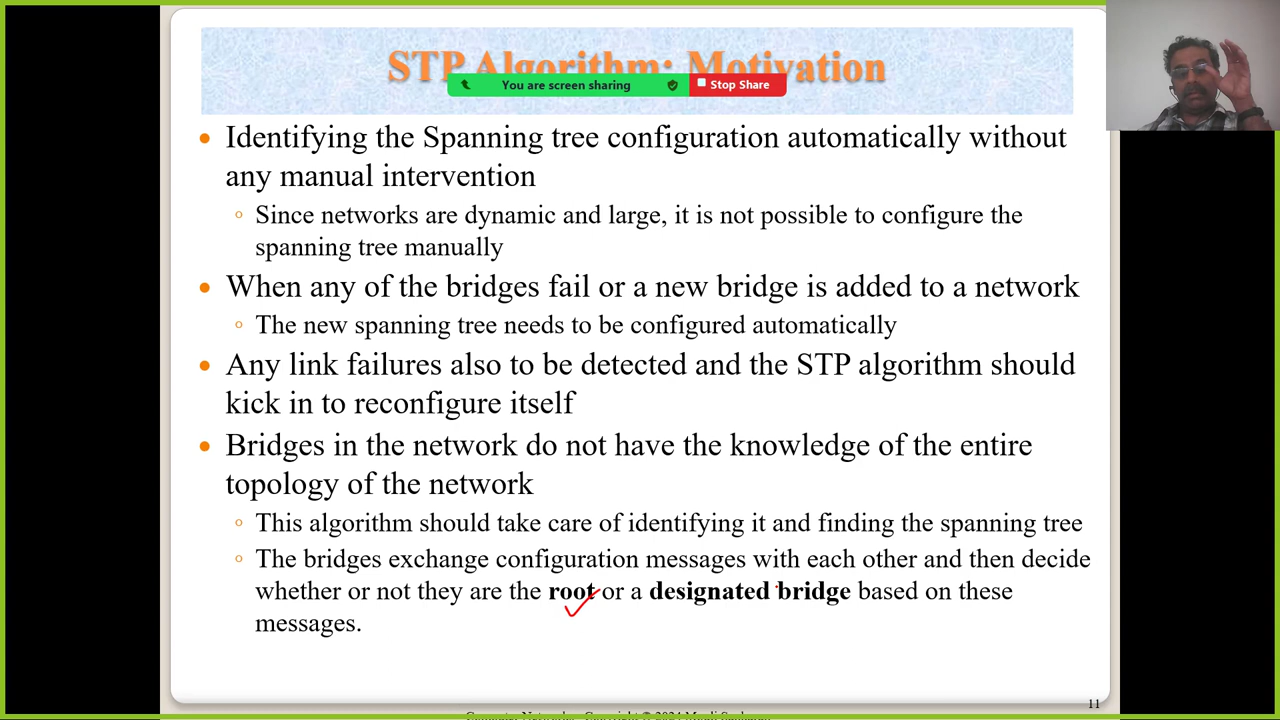 STP Algorithm: Motivation
You are screen sharing
Stop Share
Identifying the Spanning tree configuration automatically without
any manual intervention
Since networks are dynamic and large, it is not possible to configure the
spanning tree manually
When any of the bridges fail or a new bridge is added to a network
The new spanning tree needs to be configured automatically
Any link failures also to be detected and the STP algorithm should
kick in to reconfigure itself
Bridges in the network do not have the knowledge of the entire
topology of the network
This algorithm should take care of identifying it and finding the spanning tree
The bridges exchange configuration messages with each other and then decide
whether or not they are the root or a designated bridge based on these
messages.
11